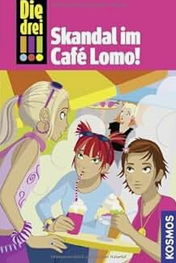 Die
drei
!!!
Skandal im
Café Lomo!
KOSMOS